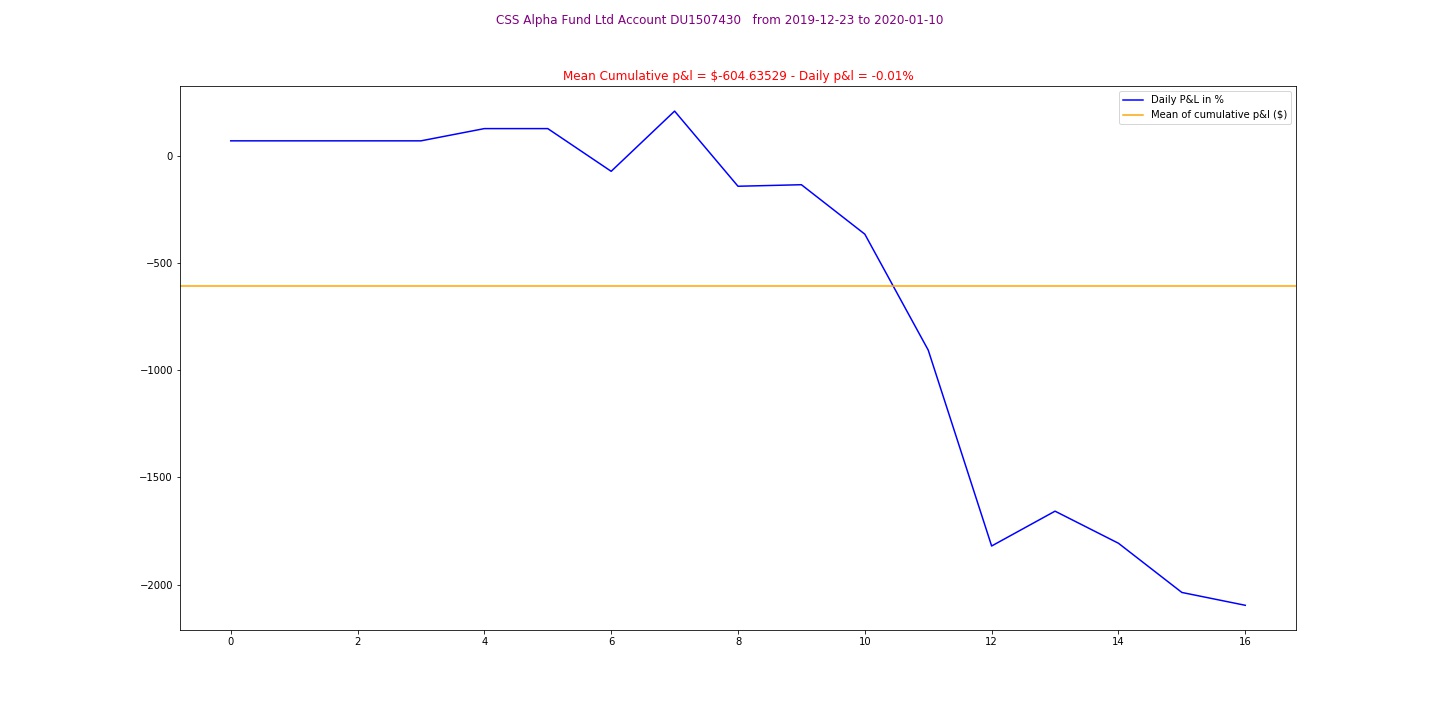 CSS Alpha Fund Ltd Account DU1507430   from 2019-12-23 to 2020-01-10
Mean Cumulative p&l = $-604.63529 - Daily p&l = -0.01%
Daily P&L in %
Mean of cumulative p&l ($)
0
−500
−1000
−1500
−2000
0 2 4 6 8 10 12 14 16